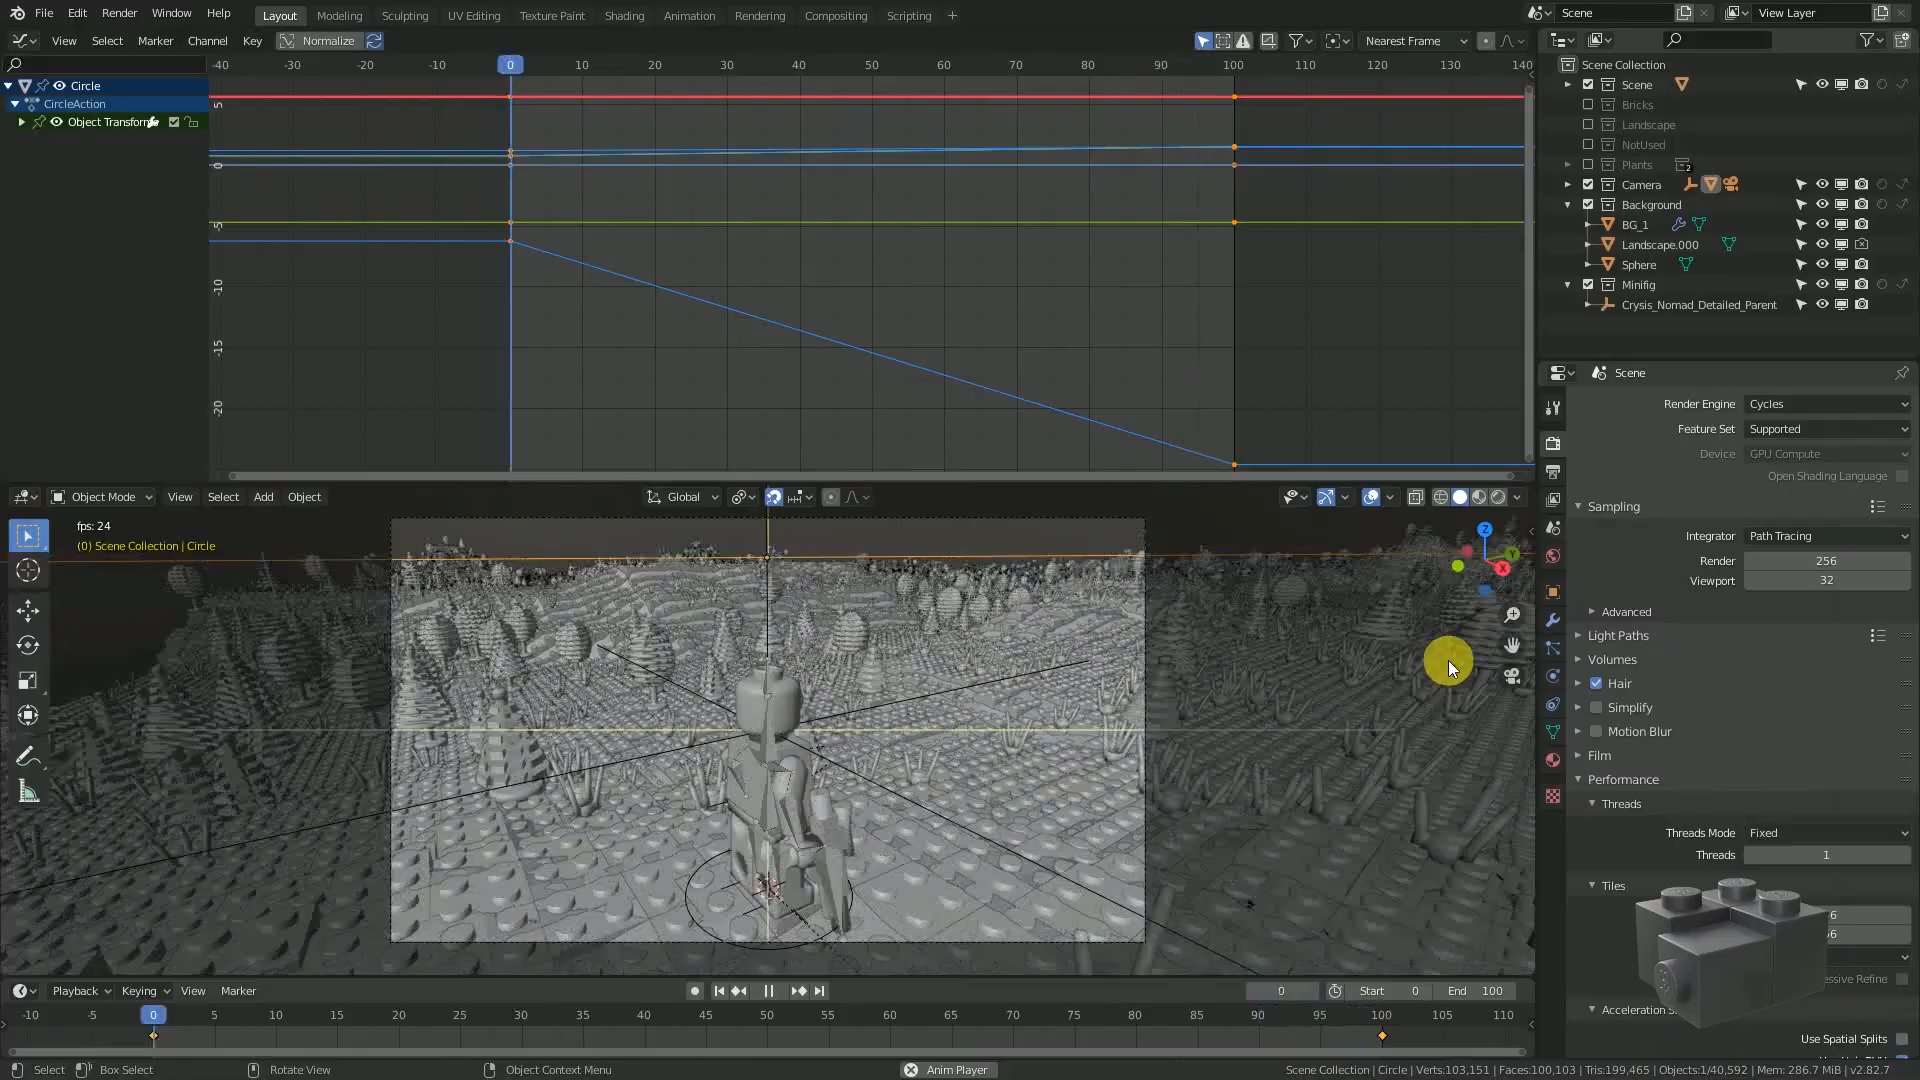 File Edit Render Window Help Layout Modeling Sculpting UV Editing Texture Paint Shading Animation Rendering Compositing Scripting + Scene View Layer
View Select Marker Channel Key Normalize Nearest Frame
-40 -30 -20 -10 0 10 20 30 40 50 60 70 80 90 100 110 120 130 140
Circle
CircleAction
Object Transforms
5
0
-5
-10
-15
-20
Scene Collection
Scene
Bricks
Landscape
NotUsed
Plants 2
Camera
Background
BG_1
Landscape.000
Sphere
Minifig
Crysis_Nomad_Detailed_Parent
Scene
Render Engine Cycles
Feature Set Supported
Device GPU Compute
Open Shading Language
Sampling
Integrator Path Tracing
Render 256
Viewport 32
Advanced
Light Paths
Volumes
Hair
Simplify
Motion Blur
Film
Performance
Threads
Threads Mode Fixed
Threads 1
Tiles
6
56
essive Refine
Acceleration S
Use Spatial Splits
Object Mode View Select Add Object Global
fps: 24
(0) Scene Collection | Circle
Z
Y
X
Playback Keying View Marker 0 Start 0 End 100
-10 -5 0 5 10 15 20 25 30 35 40 45 50 55 60 65 70 75 80 85 90 95 100 105 110
Select Box Select Rotate View Object Context Menu Anim Player Scene Collection | Circle | Verts:103,151 | Faces:100,103 | Tris:199,465 | Objects:1/40,592 | Mem: 286.7 MiB | v2.82.7